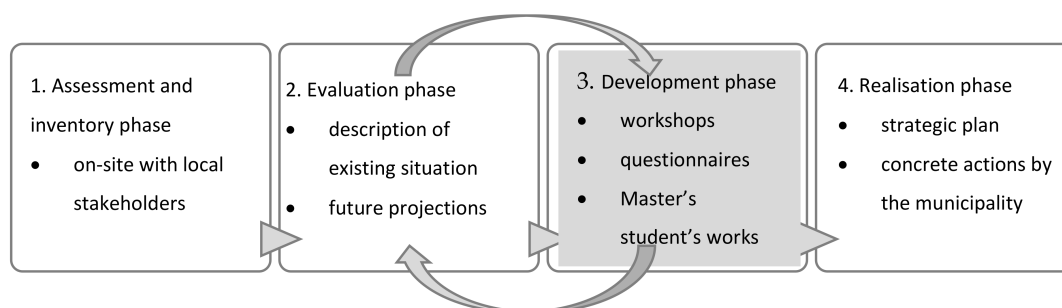 1. Assessment and
inventory phase
• on-site with local
stakeholders
2. Evaluation phase
• description of
existing situation
• future projections
3. Development phase
• workshops
• questionnaires
• Master’s
student’s works
4. Realisation phase
• strategic plan
• concrete actions by
the municipality